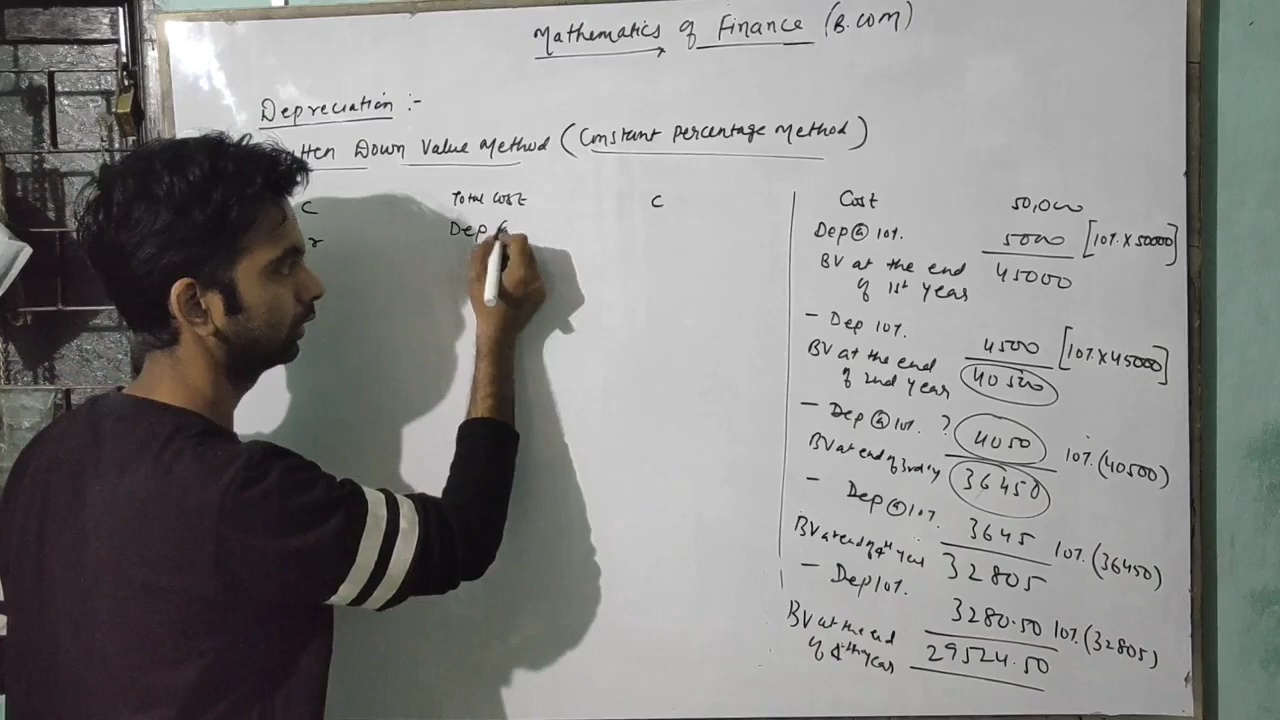 Mathematics of Finance (B.COM)
Depreciation :-
tten Down Value Method (Constant Percentage Method)
C
r
Total Cost
Dep
C
Cost 50,000
Dep @ 10%. 5000 [10%. X 50000]
BV at the end of 1st year 45000
- Dep 10%. 4500 [10%. X 45000]
BV at the end of 2nd year 40500
- Dep @ 10%. ? 4050 10%. (40500)
BV at end of 3rd y 36450
- Dep @ 10%. 3645 10%. (36450)
BV at end of 4th year 32805
- Dep 10%. 3280.50 10%. (32805)
BV at the end of year 29524.50